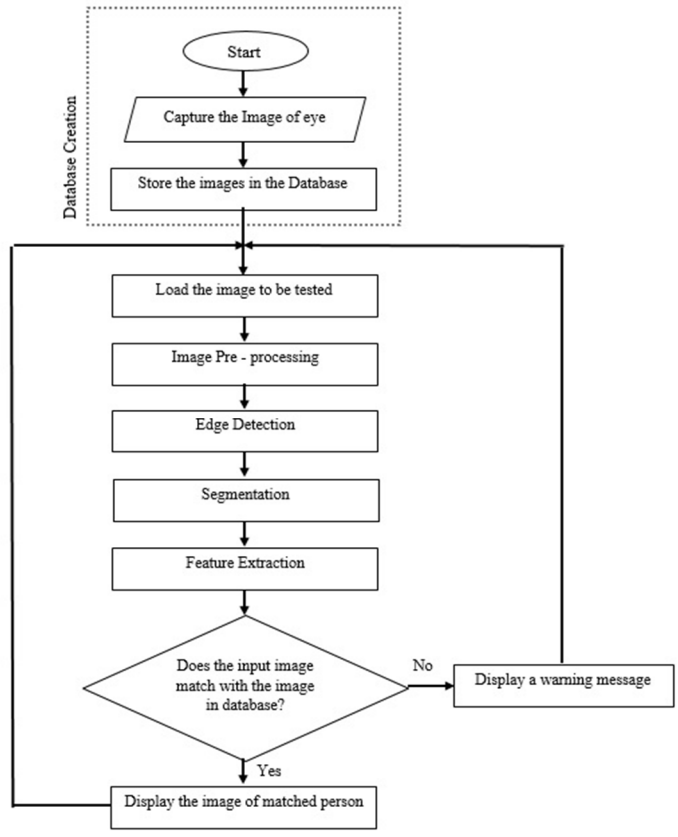 Start
Capture the Image of eye
Store the images in the Database
Database Creation
Load the image to be tested
Image Pre - processing
Edge Detection
Segmentation
Feature Extraction
Does the input image
match with the image
in database?
No
Display a warning message
Yes
Display the image of matched person